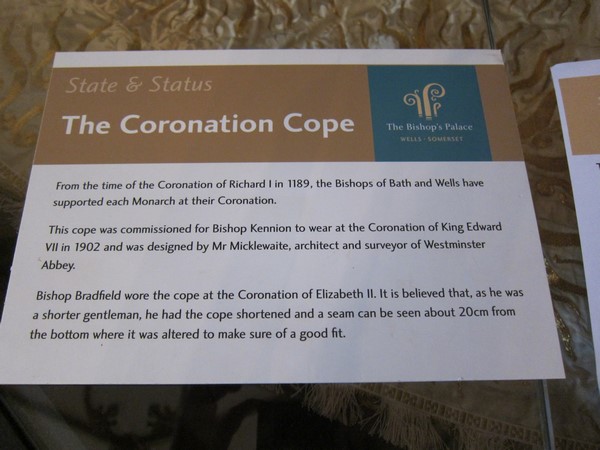 State & Status
The Coronation Cope
The Bishop's Palace
WELLS · SOMERSET
From the time of the Coronation of Richard I in 1189, the Bishops of Bath and Wells have
supported each Monarch at their Coronation.
This cope was commissioned for Bishop Kennion to wear at the Coronation of King Edward
VII in 1902 and was designed by Mr Micklewaite, architect and surveyor of Westminster
Abbey.
Bishop Bradfield wore the cope at the Coronation of Elizabeth II. It is believed that, as he was
a shorter gentleman, he had the cope shortened and a seam can be seen about 20cm from
the bottom where it was altered to make sure of a good fit.